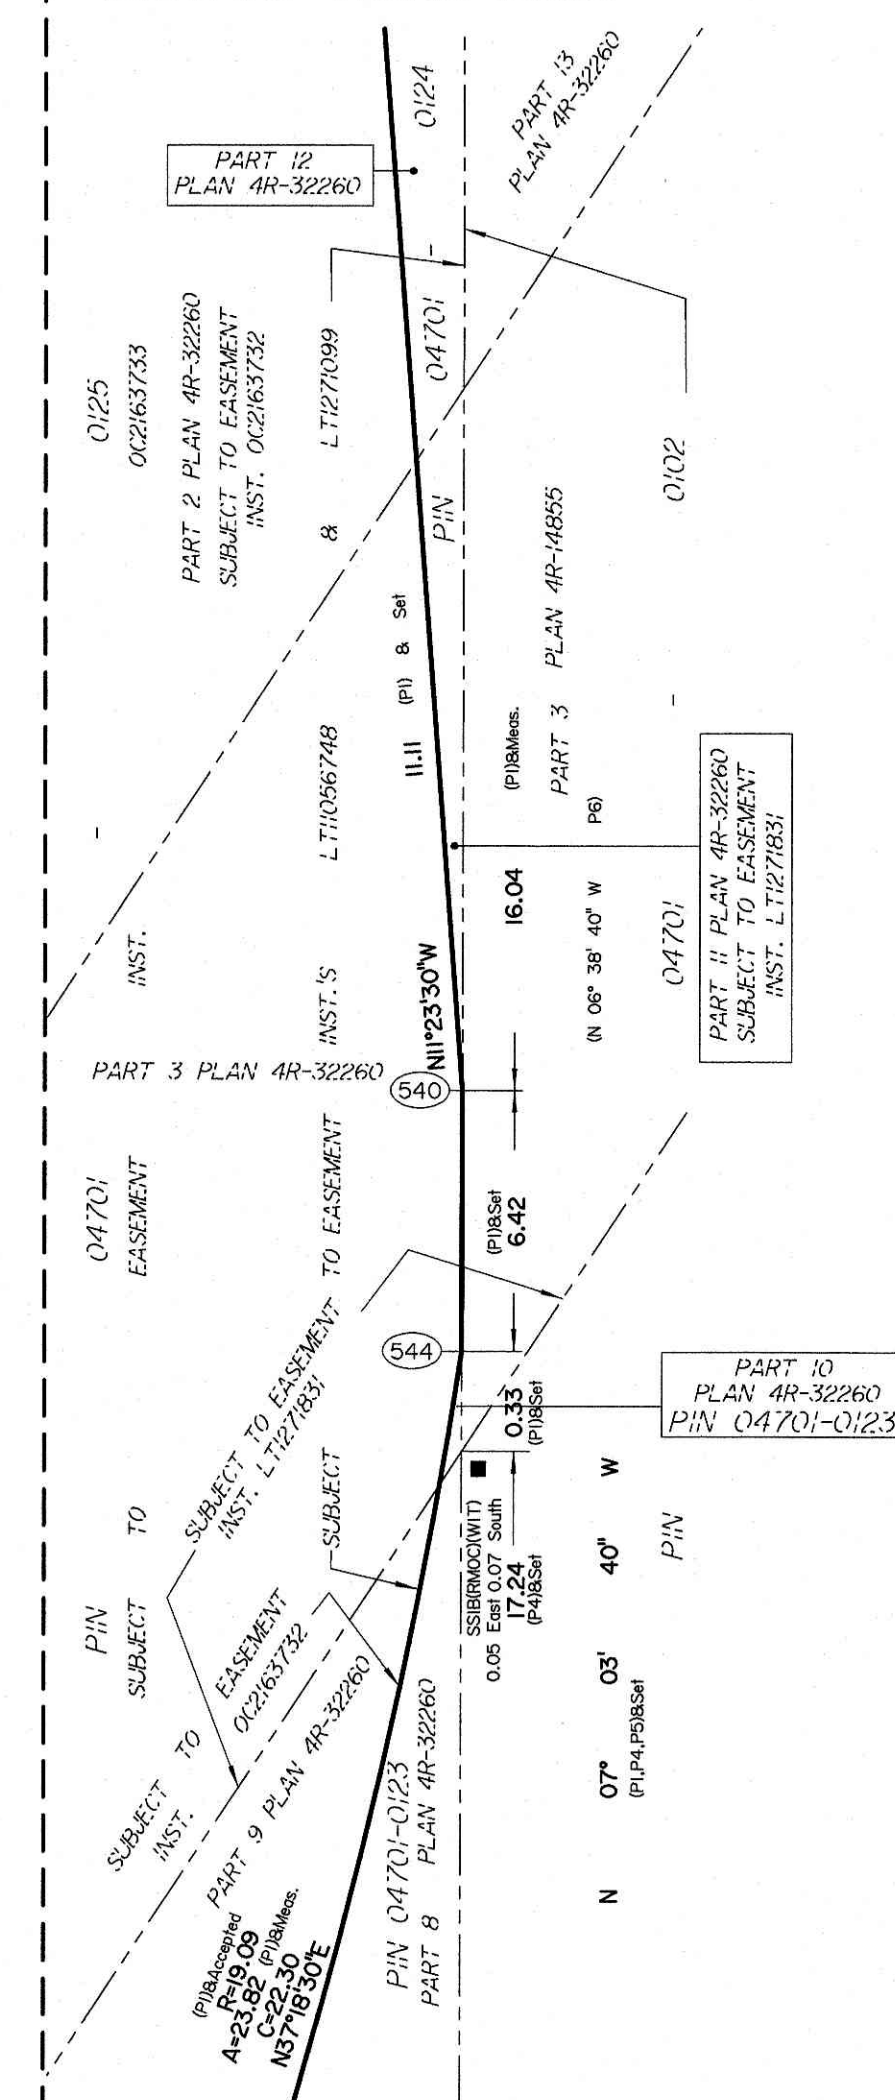 0124
PART 13
PLAN 4R-32260
PART 12
PLAN 4R-32260
0125
OC2163733
PART 2 PLAN 4R-32260
SUBJECT TO EASEMENT
INST. OC2163732
& LT1271099
04701 -
PIN
PART 3 PLAN 4R-14855
0102
-
11.11 (P1) & Set
(P1)&Meas.
16.04
(N 06° 38' 40" W P6)
04701
PART 11 PLAN 4R-32260
SUBJECT TO EASEMENT
INST. LT1271831
-
INST.
INST.'S LT11056748
N11°23'30"W
PART 3 PLAN 4R-32260
540
04701
EASEMENT
TO EASEMENT
(P1)&Set
6.42
544
SUBJECT TO EASEMENT
INST. LT1271831
SUBJECT
0.33
(P1)&Set
PART 10
PLAN 4R-32260
PIN 04701-0123
SSIB(RMOC)(WIT)
0.05 East 0.07 South
17.24
(P4)&Set
PIN
N 07° 03' 40" W
(P1,P4,P5)&Set
PIN
SUBJECT TO
SUBJECT TO EASEMENT
INST. OC2163732
PART 9 PLAN 4R-32260
PIN 04701-0123
PART 8 PLAN 4R-32260
(P1)&Accepted
R=19.09
A=23.82 (P1)&Meas.
C=22.30
N37°18'30"E